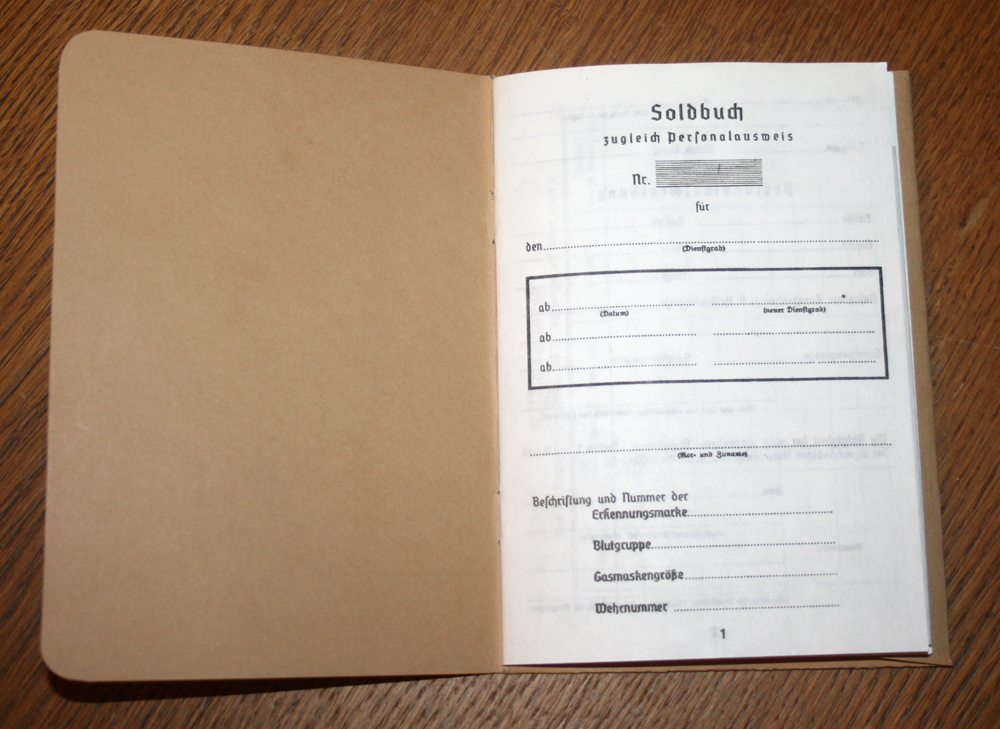 Soldbuch
zugleich Personalausweis
Nr.
für
den
(Dienstgrad)
ab
(Datum) (neuer Dienstgrad)
ab
ab
(Vor- und Zuname)
Beschriftung und Nummer der
Erkennungsmarke
Blutgruppe
Gasmaskengröße
Wehrnummer
1